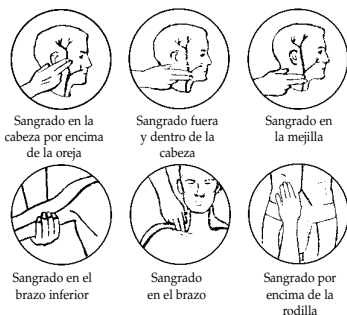 Sangrado en la
cabeza por encima
de la oreja
Sangrado fuera
y dentro de la
cabeza
Sangrado en
la mejilla
Sangrado en el
brazo inferior
Sangrado
en el brazo
Sangrado por
encima de la
rodilla